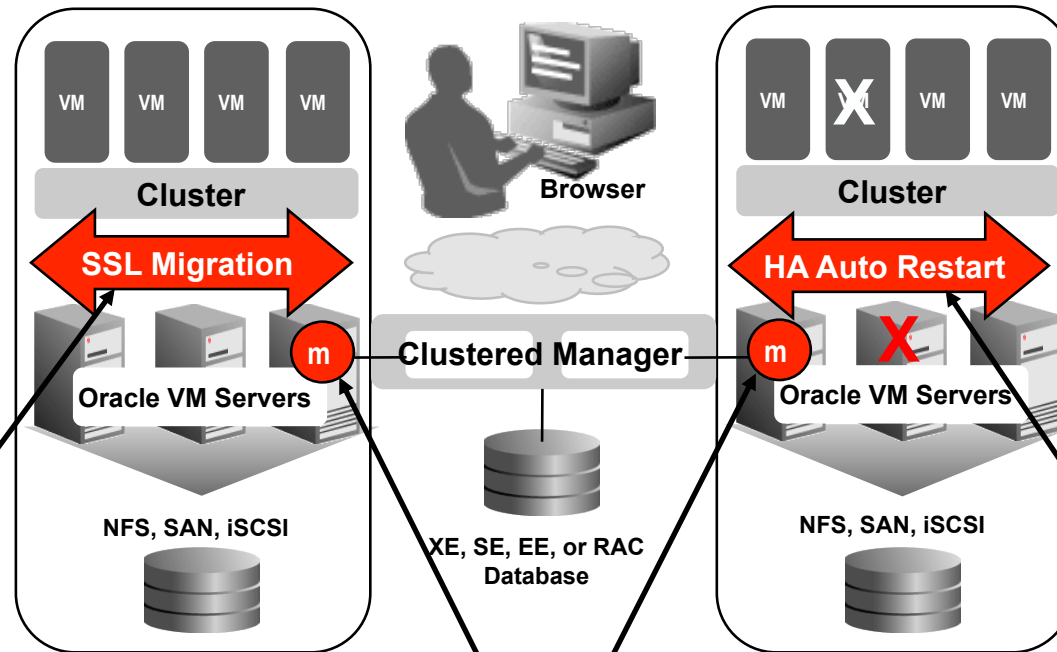 VM VM VM VM
Cluster
SSL Migration
m
Oracle VM Servers
NFS, SAN, iSCSI
Browser
Clustered Manager
XE, SE, EE, or RAC
Database
VM X VM VM
Cluster
HA Auto Restart
m
X
Oracle VM Servers
NFS, SAN, iSCSI